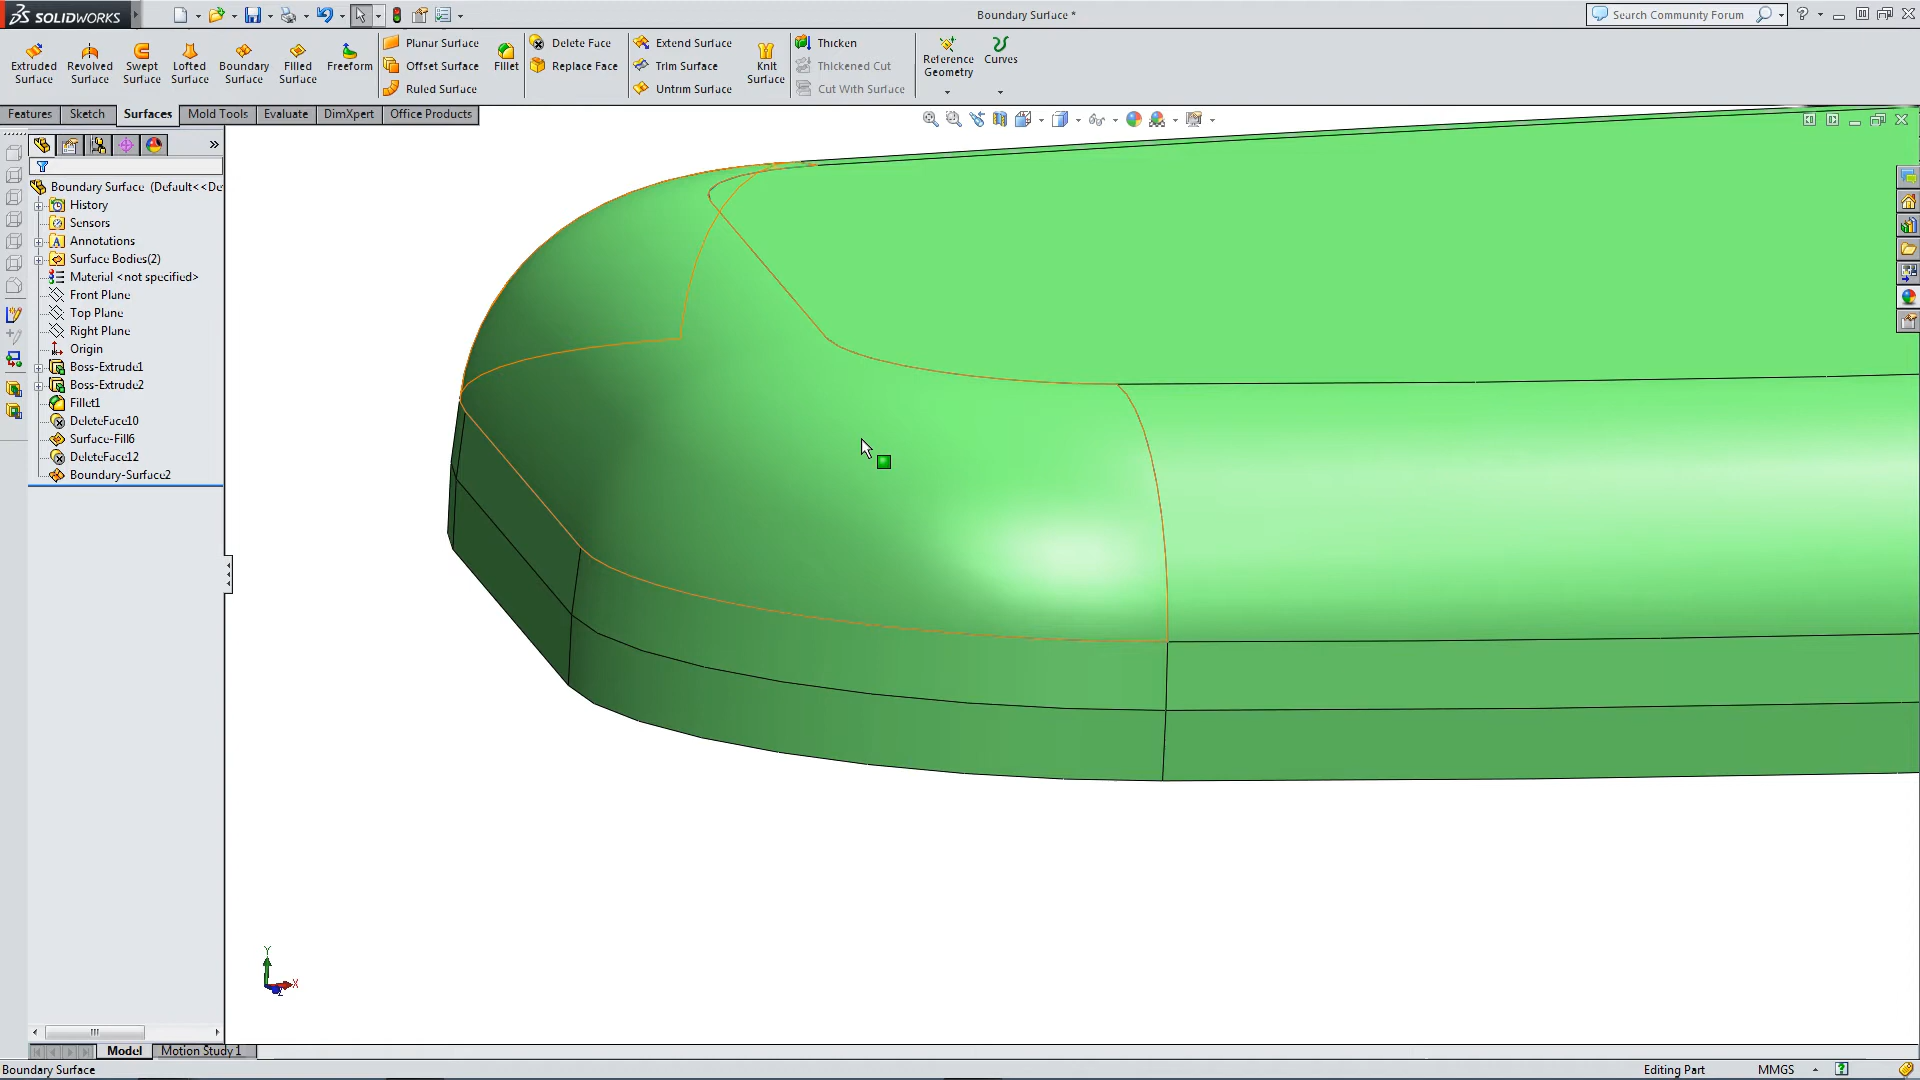 SOLIDWORKS
Boundary Surface *
Search Community Forum
Extruded Surface
Revolved Surface
Swept Surface
Lofted Surface
Boundary Surface
Filled Surface
Freeform
Planar Surface
Offset Surface
Ruled Surface
Fillet
Delete Face
Replace Face
Extend Surface
Trim Surface
Untrim Surface
Knit Surface
Thicken
Thickened Cut
Cut With Surface
Reference Geometry
Curves
Features
Sketch
Surfaces
Mold Tools
Evaluate
DimXpert
Office Products
Boundary Surface (Default<<De
History
Sensors
Annotations
Surface Bodies(2)
Material <not specified>
Front Plane
Top Plane
Right Plane
Origin
Boss-Extrude1
Boss-Extrude2
Fillet1
DeleteFace10
Surface-Fill6
DeleteFace12
Boundary-Surface2
Y
X
Z
Model
Motion Study 1
Boundary Surface
Editing Part
MMGS